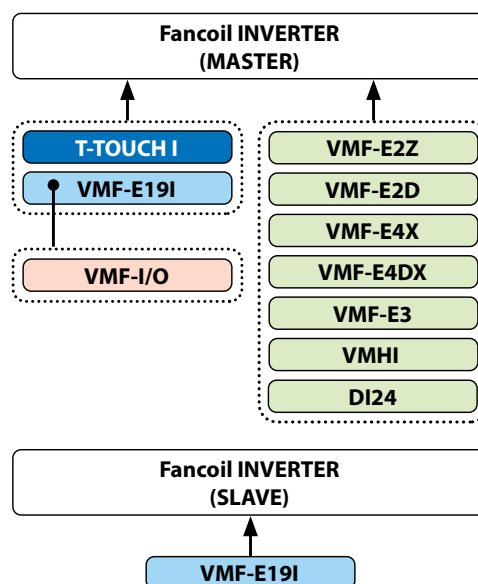 Fancoil INVERTER
(MASTER)
T-TOUCH I
VMF-E19I
VMF-I/O
VMF-E2Z
VMF-E2D
VMF-E4X
VMF-E4DX
VMF-E3
VMHI
DI24
Fancoil INVERTER
(SLAVE)
VMF-E19I